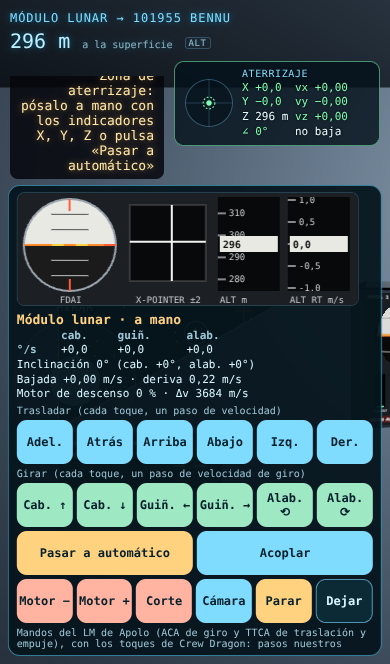 MÓDULO LUNAR → 101955 BENNU
296 m a la superficie ALT
Zona de
aterrizaje:
pósalo a mano con
los indicadores
X, Y, Z o pulsa
«Pasar a
automático»
ATERRIZAJE
X +0,0 vx +0,00
Y −0,0 vy −0,00
Z 296 m vz +0,00
∠ 0° no baja
310
300
296
290
280
1,0
0,5
0,0
-0,5
-1,0
FDAI X-POINTER ±2 ALT m ALT RT m/s
Módulo lunar · a mano
cab. guiñ. alab.
°/s +0,0 +0,0 +0,0
Inclinación 0° (cab. +0°, alab. +0°)
Bajada +0,00 m/s · deriva 0,22 m/s
Motor de descenso 0 % · Δv 3684 m/s
Trasladar (cada toque, un paso de velocidad)
Adel. Atrás Arriba Abajo Izq. Der.
Girar (cada toque, un paso de velocidad de giro)
Cab. ↑ Cab. ↓ Guiñ. ← Guiñ. → Alab. ⟲ Alab. ⟳
Pasar a automático Acoplar
Motor − Motor + Corte Cámara Parar Dejar
Mandos del LM de Apolo (ACA de giro y TTCA de traslación y
empuje), con los toques de Crew Dragon: pasos nuestros